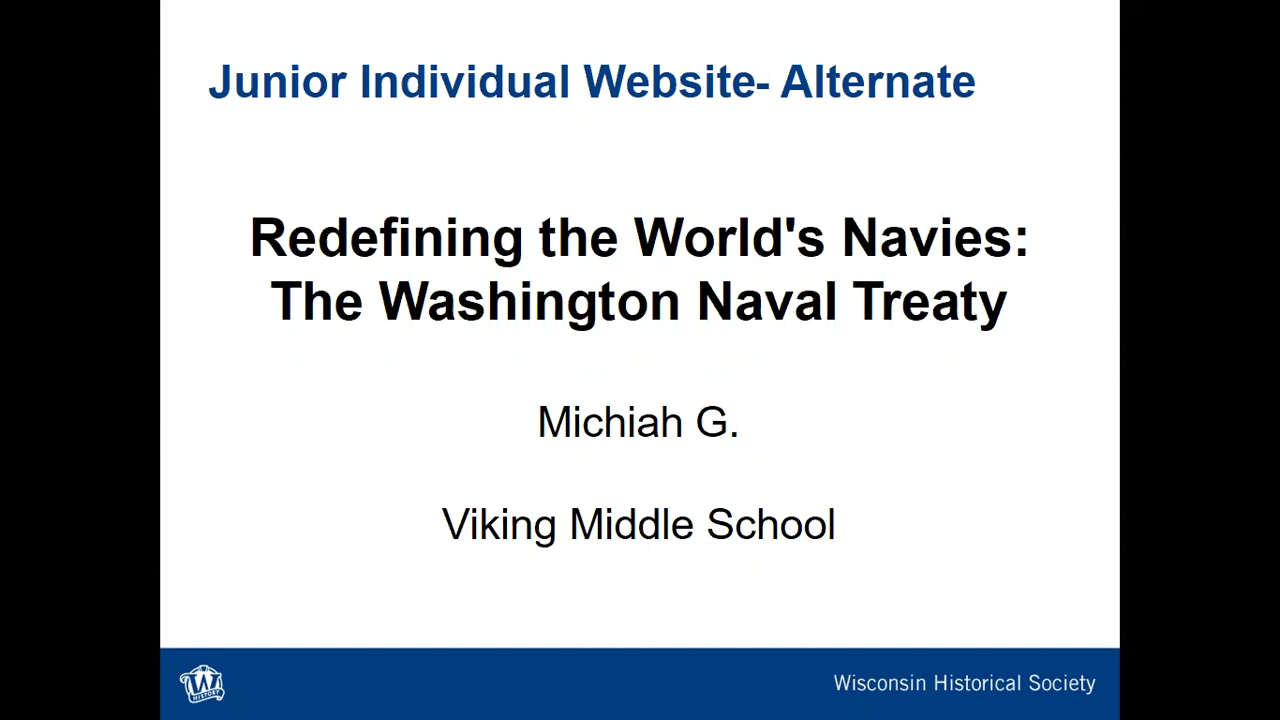 Junior Individual Website- Alternate
Redefining the World's Navies:
The Washington Naval Treaty
Michiah G.
Viking Middle School
W
HISTORY
Wisconsin Historical Society